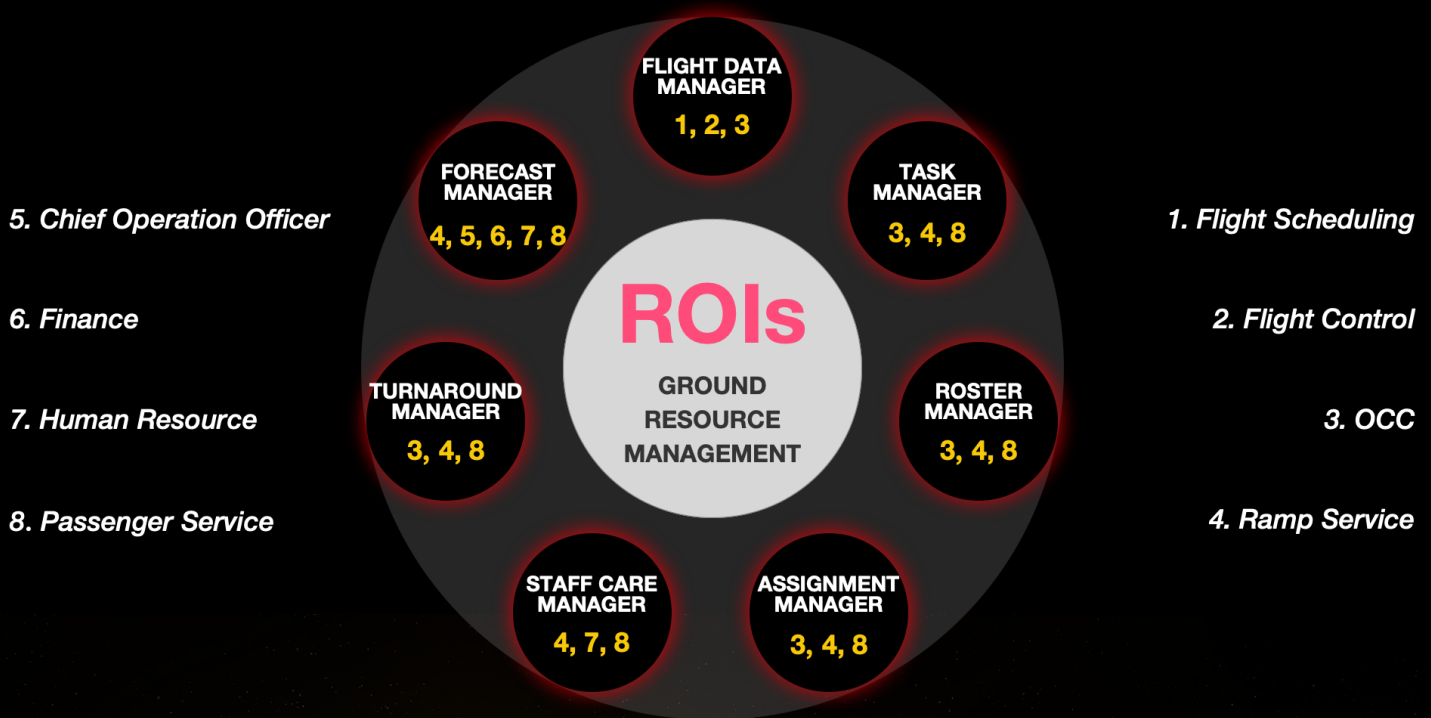 FLIGHT DATA
MANAGER
1, 2, 3
FORECAST
MANAGER
4, 5, 6, 7, 8
TASK
MANAGER
3, 4, 8
5. Chief Operation Officer
1. Flight Scheduling
ROIs
6. Finance
2. Flight Control
GROUND
RESOURCE
MANAGEMENT
TURNAROUND
MANAGER
3, 4, 8
ROSTER
MANAGER
3, 4, 8
7. Human Resource
3. OCC
8. Passenger Service
4. Ramp Service
STAFF CARE
MANAGER
4, 7, 8
ASSIGNMENT
MANAGER
3, 4, 8